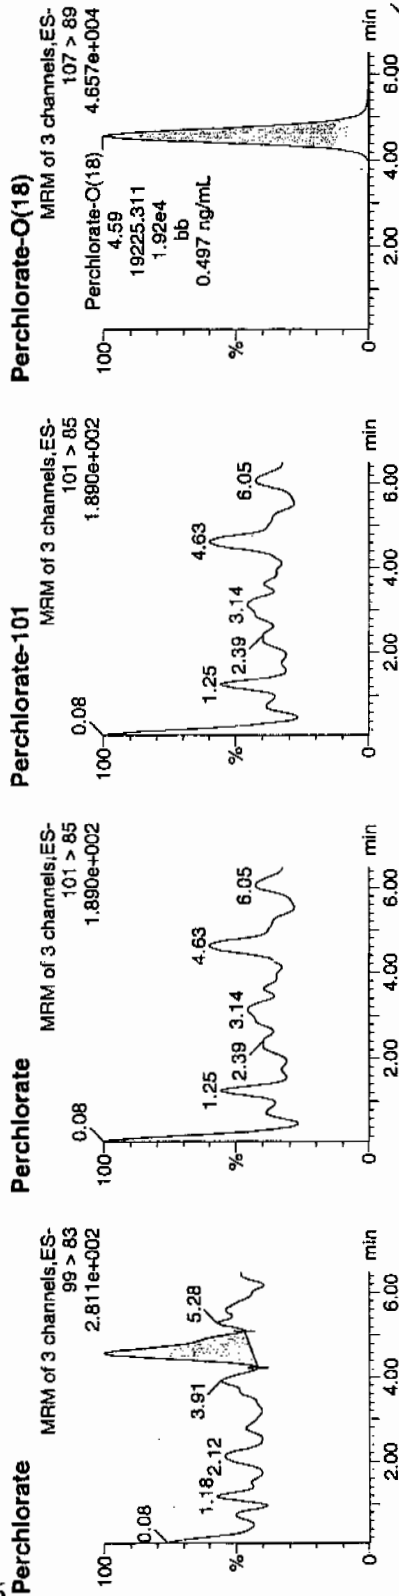 Perchlorate
MRM of 3 channels,ES-
99 > 83
2.811e+002
100
%
0
0.08
1.18
2.12
3.91
5.28
2.00
4.00
6.00
min
Perchlorate
MRM of 3 channels,ES-
101 > 85
1.890e+002
100
%
0
0.08
1.25
2.39
3.14
4.63
6.05
2.00
4.00
6.00
min
Perchlorate-101
MRM of 3 channels,ES-
101 > 85
1.890e+002
100
%
0
0.08
1.25
2.39
3.14
4.63
6.05
2.00
4.00
6.00
min
Perchlorate-O(18)
MRM of 3 channels,ES-
107 > 89
4.657e+004
100
%
0
Perchlorate-O(18)
4.59
19225.311
1.92e4
bb
0.497 ng/mL
2.00
4.00
6.00
min